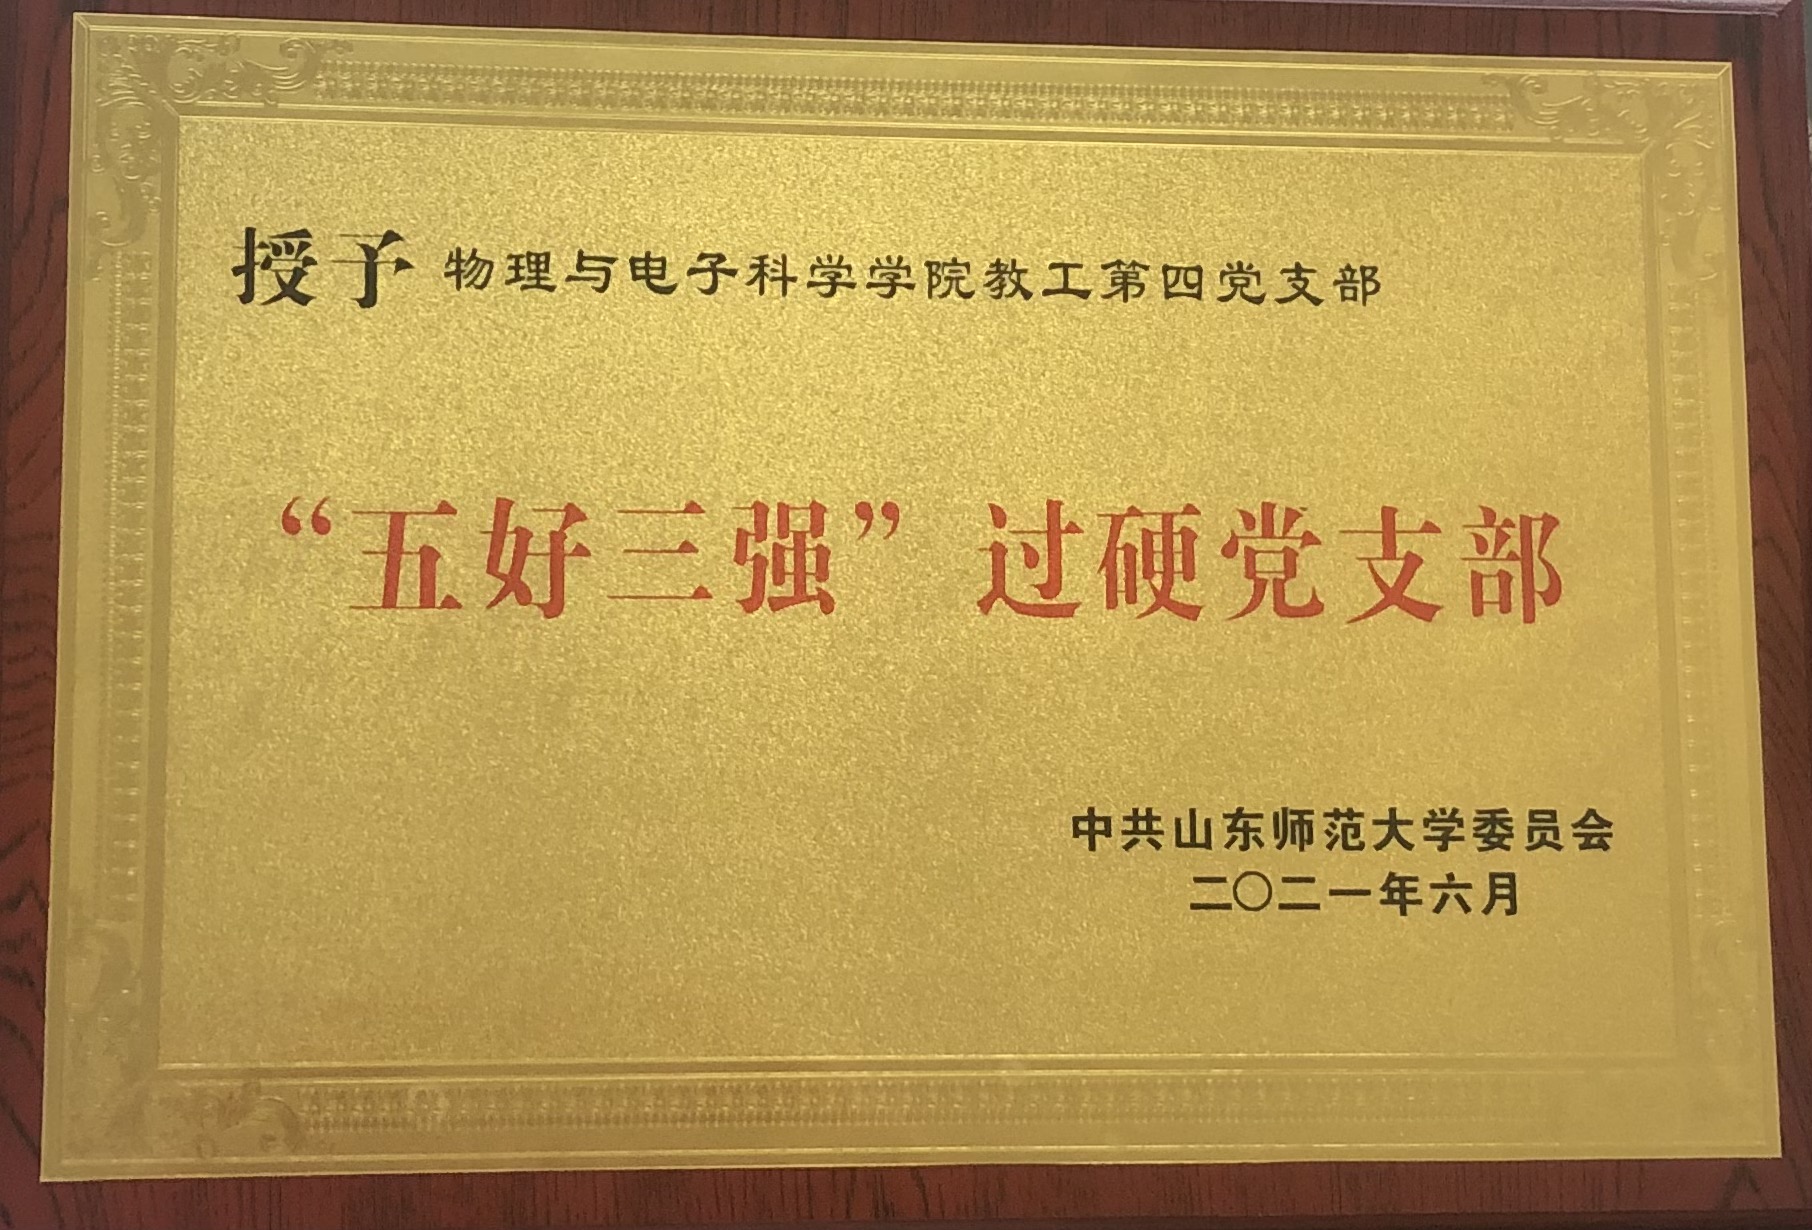 授予 物理与电子科学学院教工第四党支部
“五好三强”过硬党支部
中共山东师范大学委员会
二〇二一年六月